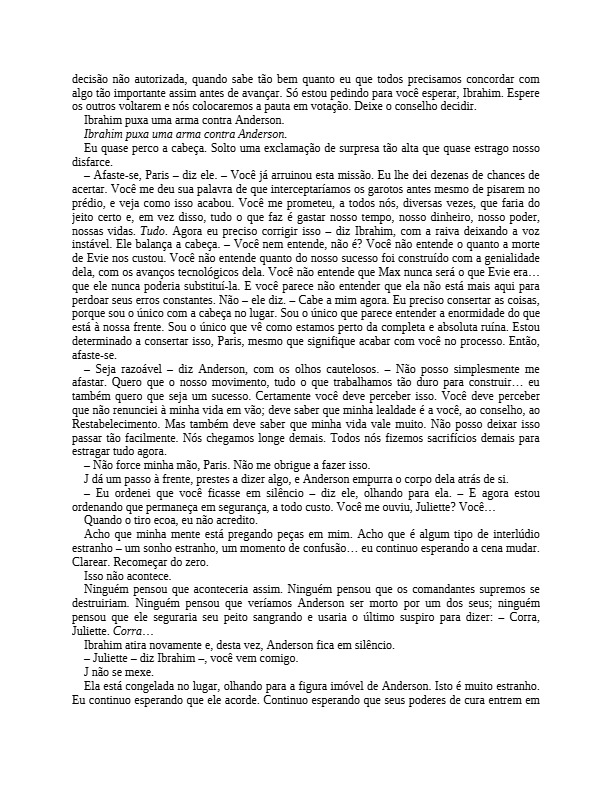 decisão não autorizada, quando sabe tão bem quanto eu que todos precisamos concordar com
algo tão importante assim antes de avançar. Só estou pedindo para você esperar, Ibrahim. Espere
os outros voltarem e nós colocaremos a pauta em votação. Deixe o conselho decidir.
Ibrahim puxa uma arma contra Anderson.
Ibrahim puxa uma arma contra Anderson.
Eu quase perco a cabeça. Solto uma exclamação de surpresa tão alta que quase estrago nosso
disfarce.
– Afaste-se, Paris – diz ele. – Você já arruinou esta missão. Eu lhe dei dezenas de chances de
acertar. Você me deu sua palavra de que interceptaríamos os garotos antes mesmo de pisarem no
prédio, e veja como isso acabou. Você me prometeu, a todos nós, diversas vezes, que faria do
jeito certo e, em vez disso, tudo o que faz é gastar nosso tempo, nosso dinheiro, nosso poder,
nossas vidas. Tudo. Agora eu preciso corrigir isso – diz Ibrahim, com a raiva deixando a voz
instável. Ele balança a cabeça. – Você nem entende, não é? Você não entende o quanto a morte
de Evie nos custou. Você não entende quanto do nosso sucesso foi construído com a genialidade
dela, com os avanços tecnológicos dela. Você não entende que Max nunca será o que Evie era…
que ele nunca poderia substituí-la. E você parece não entender que ela não está mais aqui para
perdoar seus erros constantes. Não – ele diz. – Cabe a mim agora. Eu preciso consertar as coisas,
porque sou o único com a cabeça no lugar. Sou o único que parece entender a enormidade do que
está à nossa frente. Sou o único que vê como estamos perto da completa e absoluta ruína. Estou
determinado a consertar isso, Paris, mesmo que signifique acabar com você no processo. Então,
afaste-se.
– Seja razoável – diz Anderson, com os olhos cautelosos. – Não posso simplesmente me
afastar. Quero que o nosso movimento, tudo o que trabalhamos tão duro para construir… eu
também quero que seja um sucesso. Certamente você deve perceber isso. Você deve perceber
que não renunciei à minha vida em vão; deve saber que minha lealdade é a você, ao conselho, ao
Restabelecimento. Mas também deve saber que minha vida vale muito. Não posso deixar isso
passar tão facilmente. Nós chegamos longe demais. Todos nós fizemos sacrifícios demais para
estragar tudo agora.
– Não force minha mão, Paris. Não me obrigue a fazer isso.
J dá um passo à frente, prestes a dizer algo, e Anderson empurra o corpo dela atrás de si.
– Eu ordenei que você ficasse em silêncio – diz ele, olhando para ela. – E agora estou
ordenando que permaneça em segurança, a todo custo. Você me ouviu, Juliette? Você…
Quando o tiro ecoa, eu não acredito.
Acho que minha mente está pregando peças em mim. Acho que é algum tipo de interlúdio
estranho – um sonho estranho, um momento de confusão… eu continuo esperando a cena mudar.
Clarear. Recomeçar do zero.
Isso não acontece.
Ninguém pensou que aconteceria assim. Ninguém pensou que os comandantes supremos se
destruiriam. Ninguém pensou que veríamos Anderson ser morto por um dos seus; ninguém
pensou que ele seguraria seu peito sangrando e usaria o último suspiro para dizer: – Corra,
Juliette. Corra…
Ibrahim atira novamente e, desta vez, Anderson fica em silêncio.
– Juliette – diz Ibrahim –, você vem comigo.
J não se mexe.
Ela está congelada no lugar, olhando para a figura imóvel de Anderson. Isto é muito estranho.
Eu continuo esperando que ele acorde. Continuo esperando que seus poderes de cura entrem em